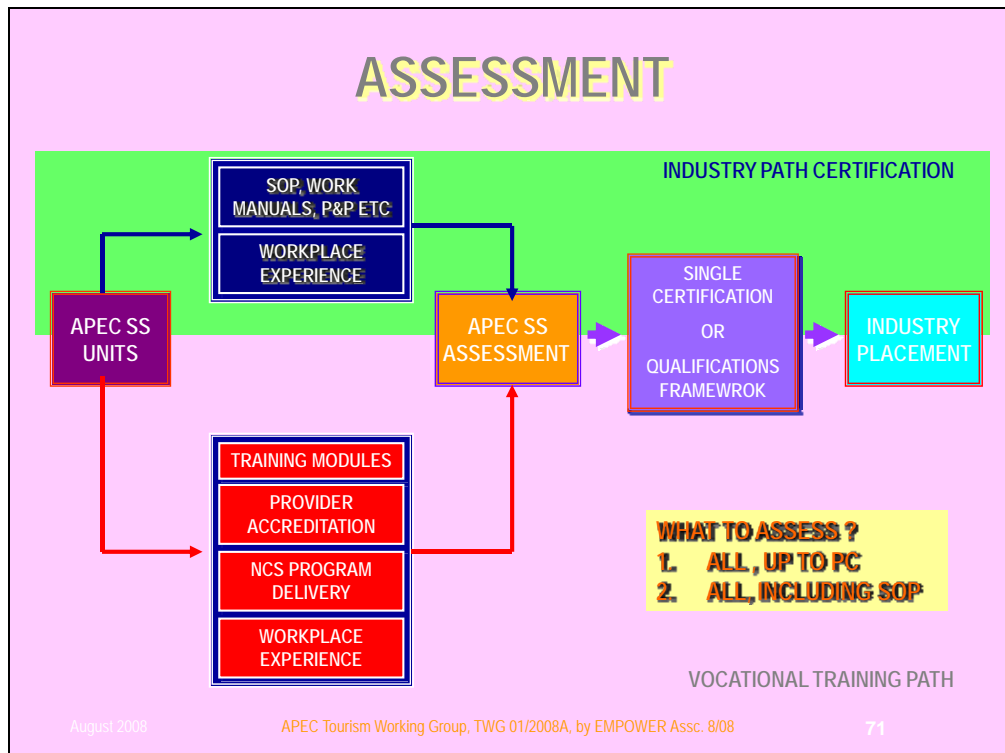 ASSESSMENT
INDUSTRY PATH CERTIFICATION
SOP, WORK
MANUALS, P&P ETC
WORKPLACE
EXPERIENCE
APEC SS
UNITS
APEC SS
ASSESSMENT
SINGLE
CERTIFICATION
OR
QUALIFICATIONS
FRAMEWROK
INDUSTRY
PLACEMENT
TRAINING MODULES
PROVIDER
ACCREDITATION
NCS PROGRAM
DELIVERY
WORKPLACE
EXPERIENCE
WHAT TO ASSESS ?
1. ALL , UP TO PC
2. ALL, INCLUDING SOP
VOCATIONAL TRAINING PATH
August 2008 APEC Tourism Working Group, TWG 01/2008A, by EMPOWER Assc. 8/08 71